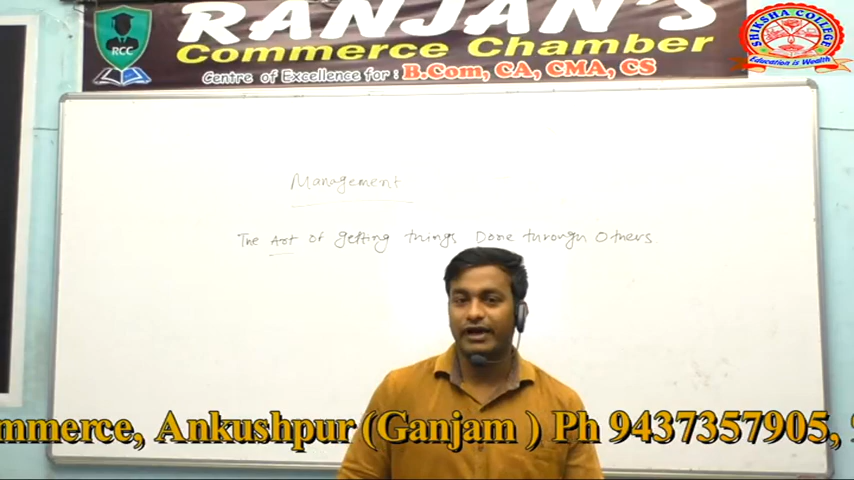 RANJAN'S
Commerce Chamber
Centre of Excellence for : B.Com, CA, CMA, CS
RCC
SHIKSHA COLLEGE
Education is Wealth
Management
The Art of getting things Done through Others
mmerce, Ankushpur (Ganjam ) Ph 9437357905,